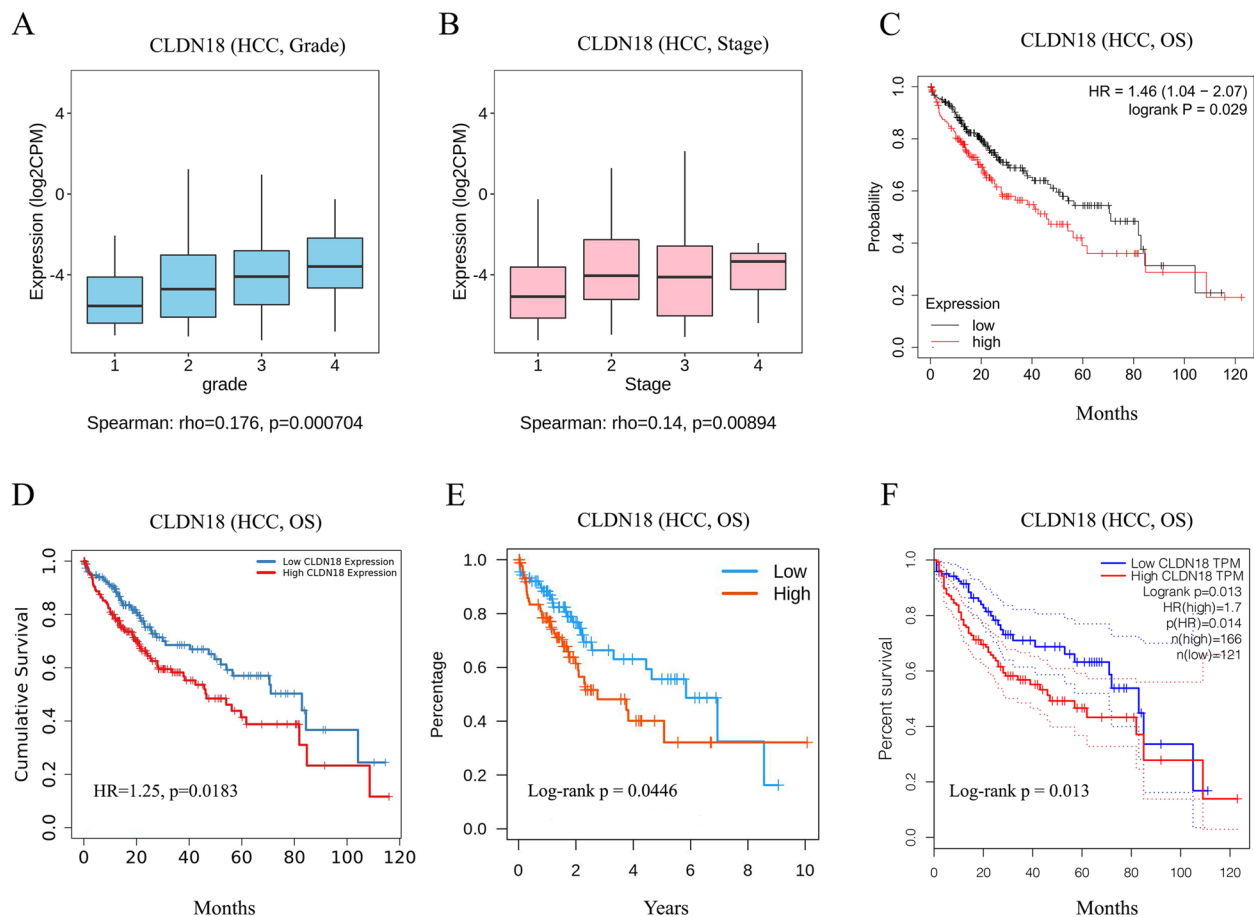 A
CLDN18 (HCC, Grade)
Expression (log2CPM)
4
0
-4
1 2 3 4
grade
Spearman: rho=0.176, p=0.000704
B
CLDN18 (HCC, Stage)
Expression (log2CPM)
4
0
-4
1 2 3 4
Stage
Spearman: rho=0.14, p=0.00894
C
CLDN18 (HCC, OS)
HR = 1.46 (1.04 − 2.07)
logrank P = 0.029
Probability
1.0
0.8
0.6
0.4
0.2
0.0
Expression
low
high
0 20 40 60 80 100 120
Months
D
CLDN18 (HCC, OS)
Low CLDN18 Expression
High CLDN18 Expression
Cumulative Survival
1.0
0.8
0.6
0.4
0.2
0.0
HR=1.25, p=0.0183
0 20 40 60 80 100 120
Months
E
CLDN18 (HCC, OS)
Low
High
Percentage
1.0
0.8
0.6
0.4
0.2
0.0
Log-rank p = 0.0446
0 2 4 6 8 10
Years
F
CLDN18 (HCC, OS)
Low CLDN18 TPM
High CLDN18 TPM
Logrank p=0.013
HR(high)=1.7
p(HR)=0.014
n(high)=166
n(low)=121
Percent survival
1.0
0.8
0.6
0.4
0.2
0.0
Log-rank p = 0.013
0 20 40 60 80 100 120
Months